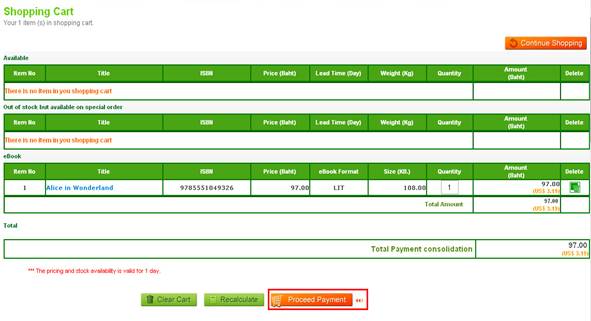 Shopping Cart
Your 1 item (s) in shopping cart.
Continue Shopping
Available
Item No Title ISBN Price (Baht) Lead Time (Day) Weight (Kg) Quantity Amount (Baht) Delete
There is no item in you shopping cart
Out of stock but available on special order
Item No Title ISBN Price (Baht) Lead Time (Day) Weight (Kg) Quantity Amount (Baht) Delete
There is no item in you shopping cart
eBook
Item No Title ISBN Price (Baht) eBook Format Size (KB.) Quantity Amount (Baht) Delete
1 Alice in Wonderland 9785551049326 97.00 LIT 108.00 1 97.00
(US$ 3.19)
Total Amount 97.00
(US$ 3.19)
Total
Total Payment consolidation 97.00
(US$ 3.19)
*** The pricing and stock availability is valid for 1 day.
Clear Cart Recalculate Proceed Payment